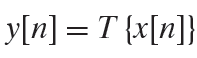 y[n] = T{x[n]}